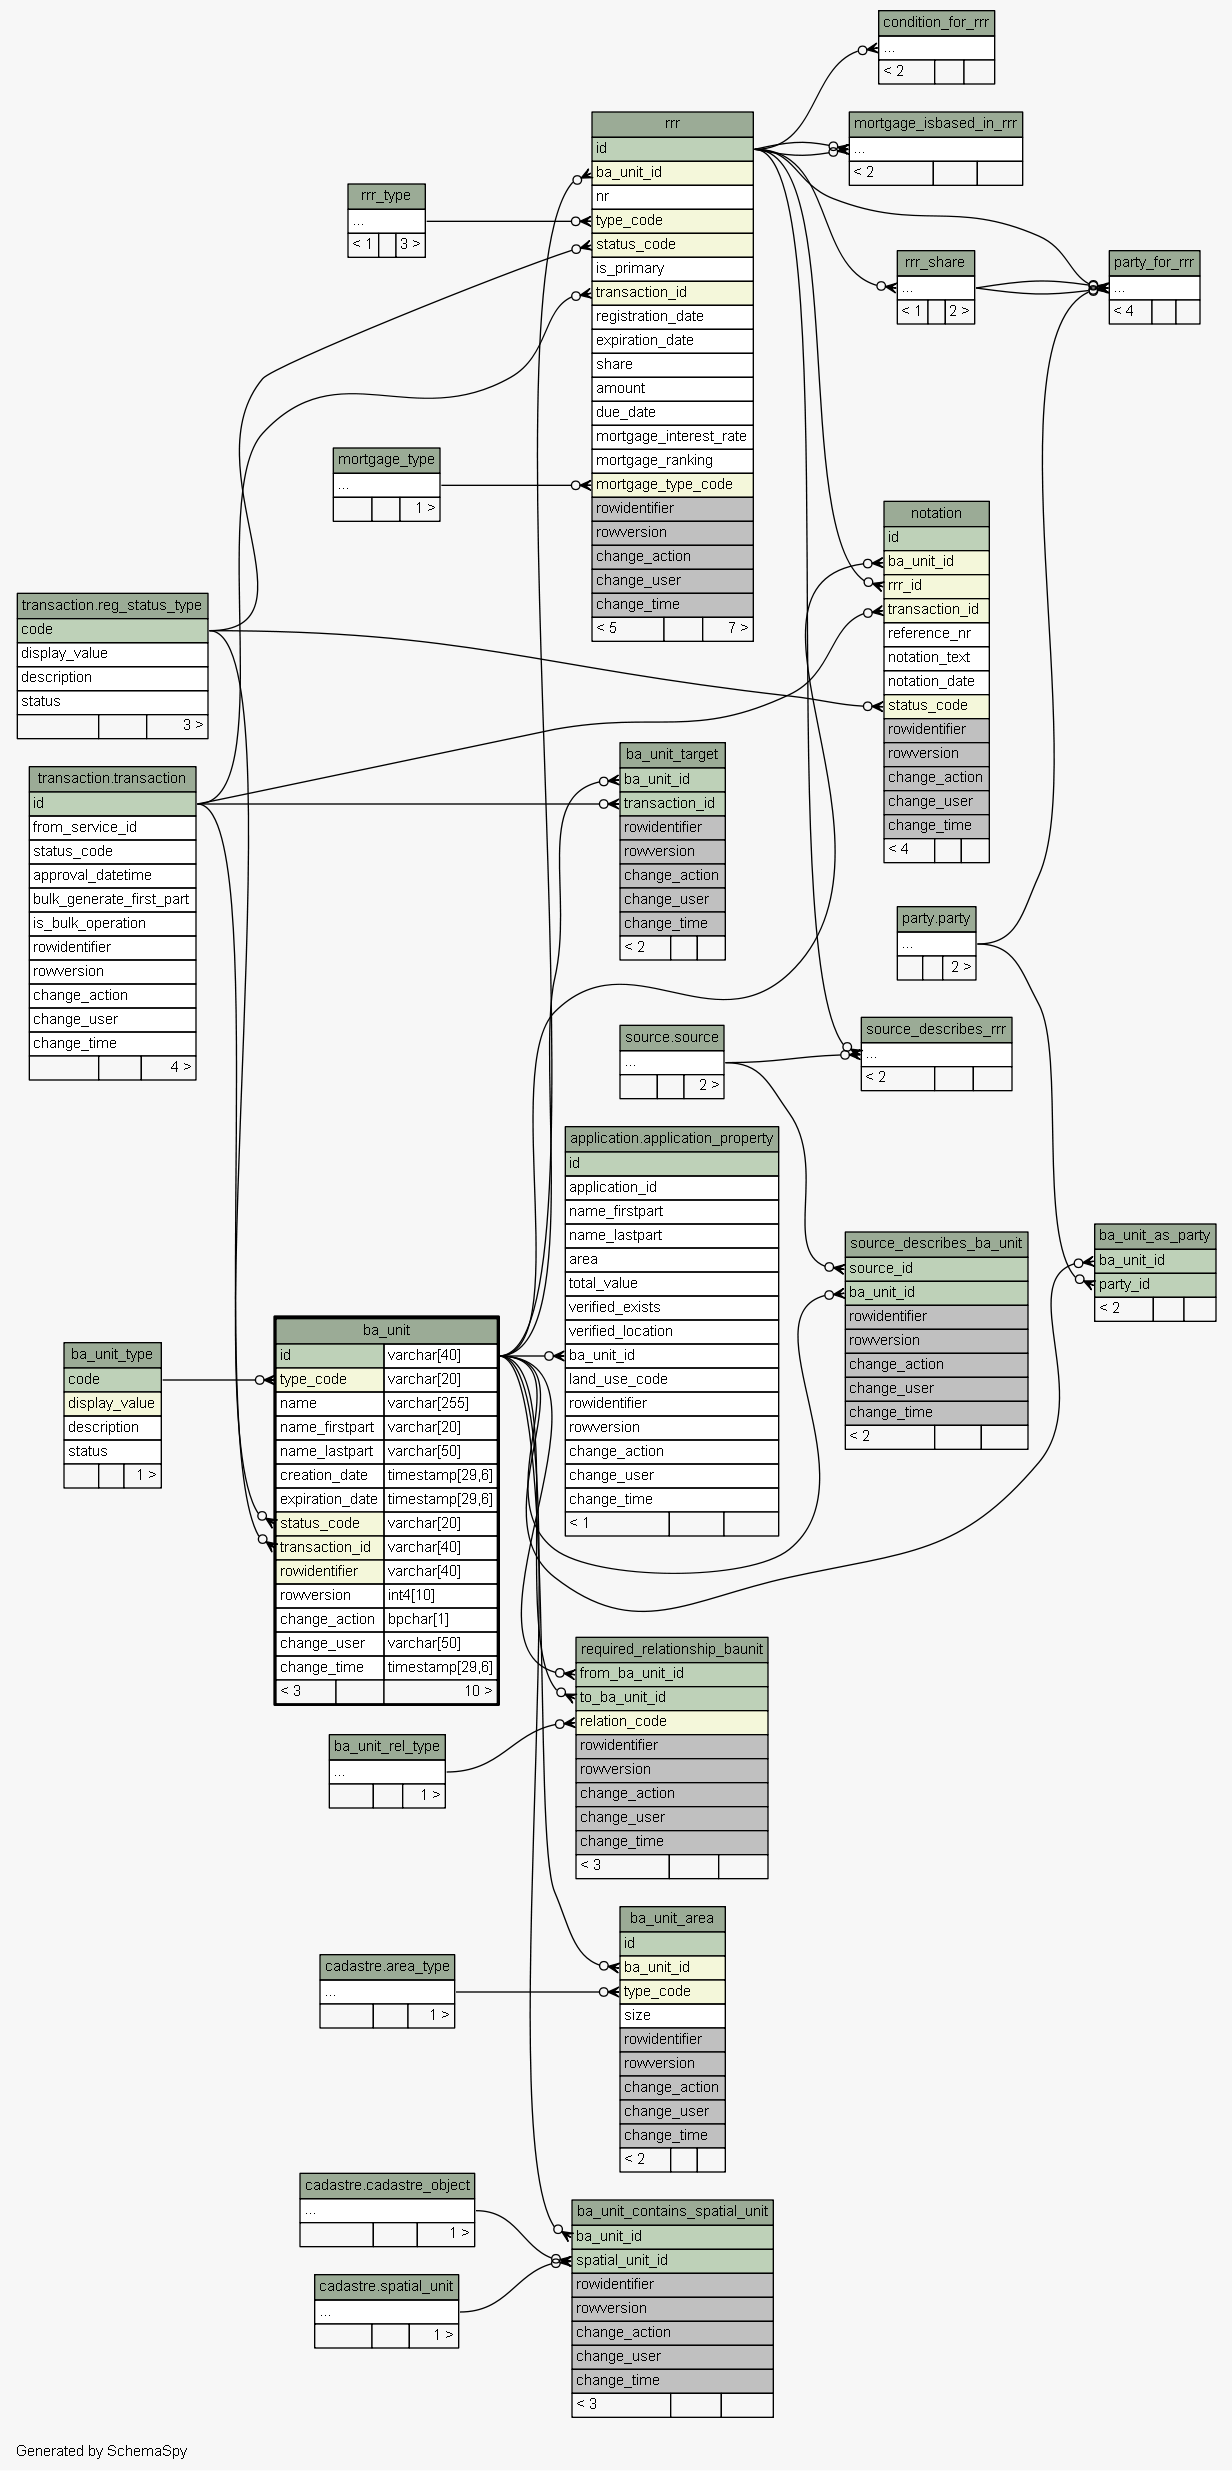 condition_for_rrr
...
< 2
rrr
id
ba_unit_id
nr
type_code
status_code
is_primary
transaction_id
registration_date
expiration_date
share
amount
due_date
mortgage_interest_rate
mortgage_ranking
mortgage_type_code
rowidentifier
rowversion
change_action
change_user
change_time
< 5 7 >
mortgage_isbased_in_rrr
...
< 2
rrr_type
...
< 1 3 >
rrr_share
...
< 1 2 >
party_for_rrr
...
< 4
mortgage_type
...
1 >
notation
id
ba_unit_id
rrr_id
transaction_id
reference_nr
notation_text
notation_date
status_code
rowidentifier
rowversion
change_action
change_user
change_time
< 4
transaction.reg_status_type
code
display_value
description
status
3 >
transaction.transaction
id
from_service_id
status_code
approval_datetime
bulk_generate_first_part
is_bulk_operation
rowidentifier
rowversion
change_action
change_user
change_time
4 >
ba_unit_target
ba_unit_id
transaction_id
rowidentifier
rowversion
change_action
change_user
change_time
< 2
party.party
...
2 >
source.source
...
2 >
source_describes_rrr
...
< 2
application.application_property
id
application_id
name_firstpart
name_lastpart
area
total_value
verified_exists
verified_location
ba_unit_id
land_use_code
rowidentifier
rowversion
change_action
change_user
change_time
< 1
source_describes_ba_unit
source_id
ba_unit_id
rowidentifier
rowversion
change_action
change_user
change_time
< 2
ba_unit_as_party
ba_unit_id
party_id
< 2
ba_unit_type
code
display_value
description
status
1 >
ba_unit
id varchar[40]
type_code varchar[20]
name varchar[255]
name_firstpart varchar[20]
name_lastpart varchar[50]
creation_date timestamp[29,6]
expiration_date timestamp[29,6]
status_code varchar[20]
transaction_id varchar[40]
rowidentifier varchar[40]
rowversion int4[10]
change_action bpchar[1]
change_user varchar[50]
change_time timestamp[29,6]
< 3 10 >
required_relationship_baunit
from_ba_unit_id
to_ba_unit_id
relation_code
rowidentifier
rowversion
change_action
change_user
change_time
< 3
ba_unit_rel_type
...
1 >
ba_unit_area
id
ba_unit_id
type_code
size
rowidentifier
rowversion
change_action
change_user
change_time
< 2
cadastre.area_type
...
1 >
cadastre.cadastre_object
...
1 >
cadastre.spatial_unit
...
1 >
ba_unit_contains_spatial_unit
ba_unit_id
spatial_unit_id
rowidentifier
rowversion
change_action
change_user
change_time
< 3
Generated by SchemaSpy